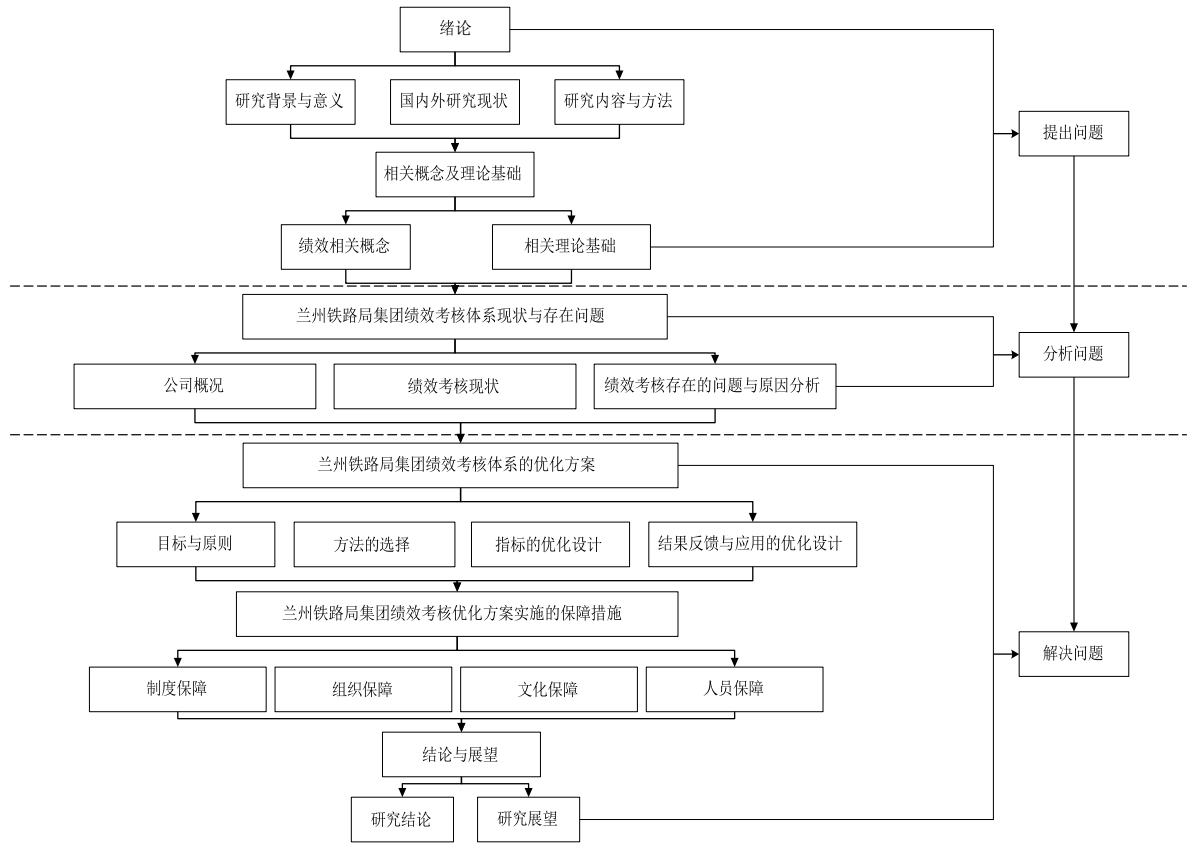 绪论
研究背景与意义
国内外研究现状
研究内容与方法
提出问题
相关概念及理论基础
绩效相关概念
相关理论基础
兰州铁路局集团绩效考核体系现状与存在问题
分析问题
公司概况
绩效考核现状
绩效考核存在的问题与原因分析
兰州铁路局集团绩效考核体系的优化方案
目标与原则
方法的选择
指标的优化设计
结果反馈与应用的优化设计
兰州铁路局集团绩效考核优化方案实施的保障措施
解决问题
制度保障
组织保障
文化保障
人员保障
结论与展望
研究结论
研究展望